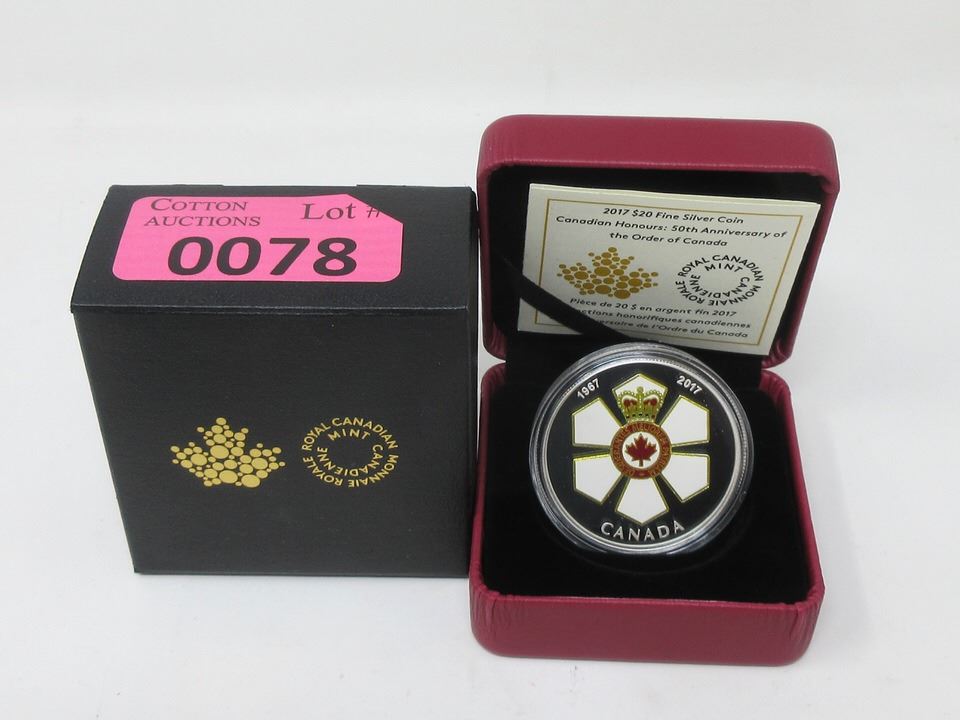 COTTON
AUCTIONS
Lot #
0078
ROYAL CANADIAN MINT
MONNAIE ROYALE CANADIENNE
2017 $20 Fine Silver Coin
Canadian Honours: 50th Anniversary of
the Order of Canada
ROYAL CANADIAN MINT
MONNAIE ROYALE CANADIENNE
Pièce de 20 $ en argent fin 2017
honorifiques canadiennes
de l'Ordre du Canada
1967
2017
CANADA